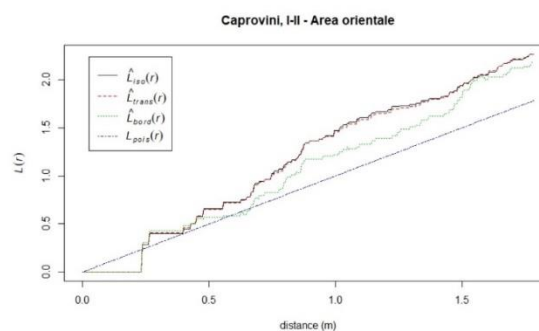 Caprovini, I-II - Area orientale
L̂iso(r)
L̂trans(r)
L̂bord(r)
Lpois(r)
L(r)
2.0
1.5
1.0
0.5
0.0
0.0 0.5 1.0 1.5
distance (m)